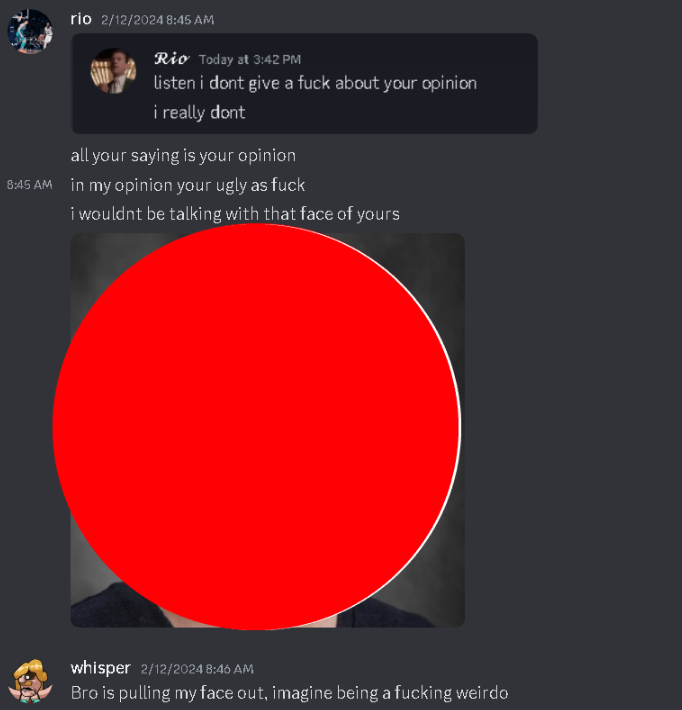 rio 2/12/2024 8:45 AM
Rio Today at 3:42 PM
listen i dont give a fuck about your opinion
i really dont
all your saying is your opinion
8:45 AM in my opinion your ugly as fuck
i wouldnt be talking with that face of yours
whisper 2/12/2024 8:46 AM
Bro is pulling my face out, imagine being a fucking weirdo